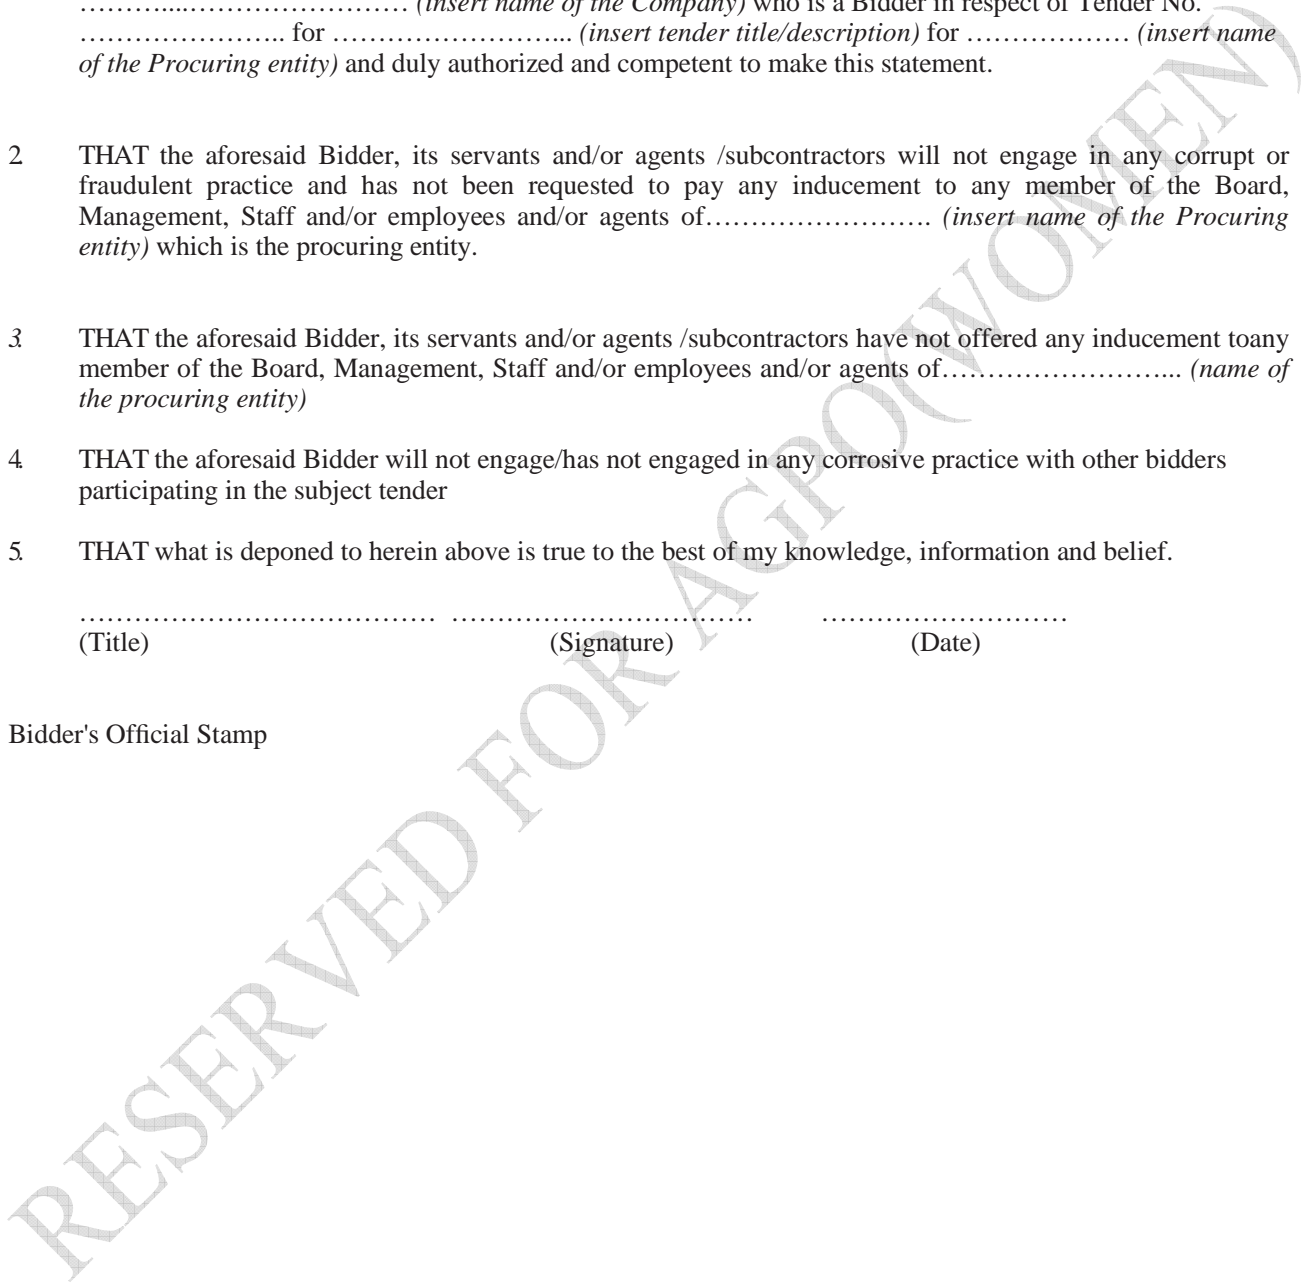 ………....…………………… (insert name of the Company) who is a Bidder in respect of Tender No.
………………….. for …………………….. (insert tender title/description) for ……………… (insert name
of the Procuring entity) and duly authorized and competent to make this statement.
2. THAT the aforesaid Bidder, its servants and/or agents /subcontractors will not engage in any corrupt or
fraudulent practice and has not been requested to pay any inducement to any member of the Board,
Management, Staff and/or employees and/or agents of……………………. (insert name of the Procuring
entity) which is the procuring entity.
3. THAT the aforesaid Bidder, its servants and/or agents /subcontractors have not offered any inducement toany
member of the Board, Management, Staff and/or employees and/or agents of……………………... (name of
the procuring entity)
4. THAT the aforesaid Bidder will not engage/has not engaged in any corrosive practice with other bidders
participating in the subject tender
5. THAT what is deponed to herein above is true to the best of my knowledge, information and belief.
………………………………… …………………………… ………………………
(Title) (Signature) (Date)
Bidder's Official Stamp
RESERVED FOR AGPO(WOMEN)